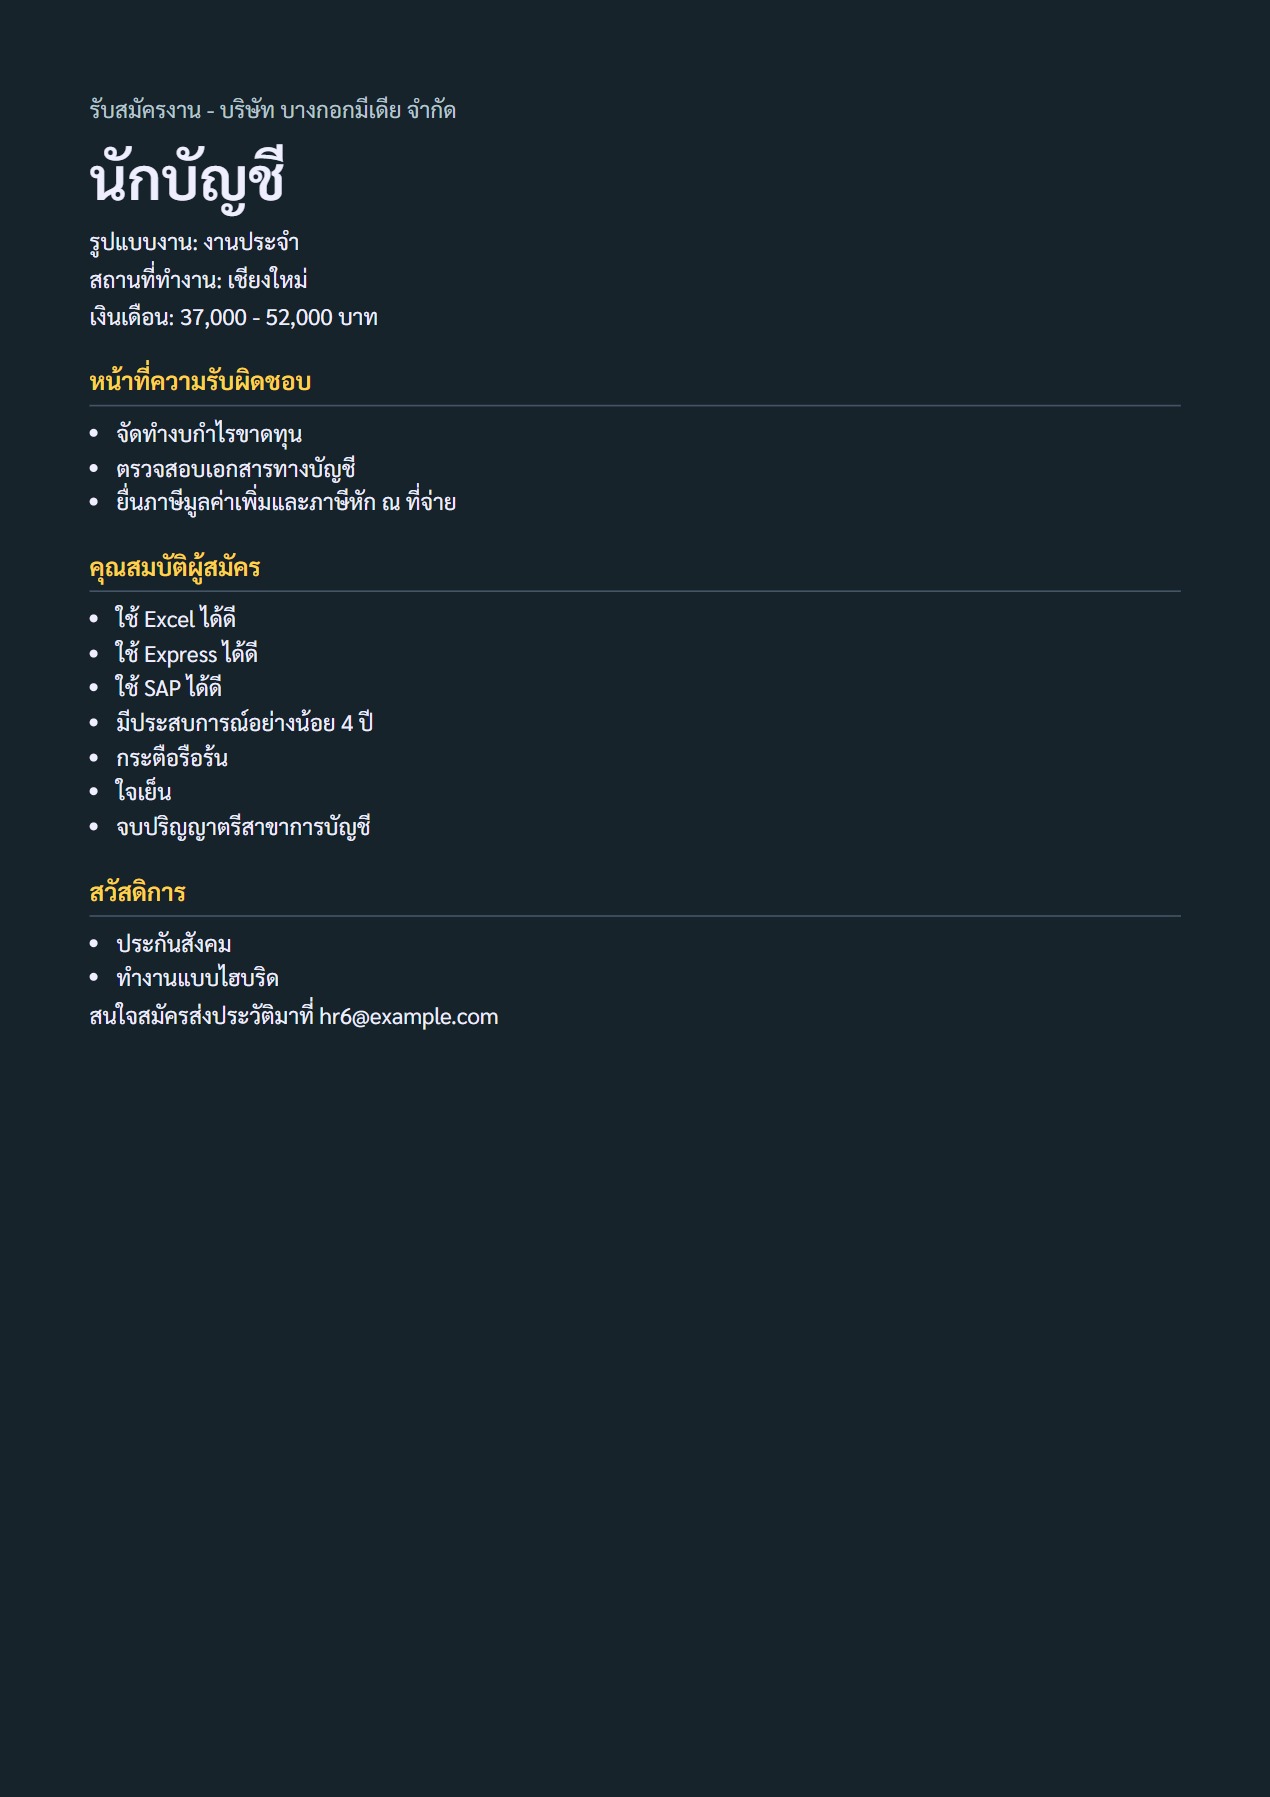 รับสมัครงาน - บริษัท บางกอกมีเดีย จำกัด
นักบัญชี
รูปแบบงาน: งานประจำ
สถานที่ทำงาน: เชียงใหม่
เงินเดือน: 37,000 - 52,000 บาท
หน้าที่ความรับผิดชอบ
• จัดทำงบกำไรขาดทุน
• ตรวจสอบเอกสารทางบัญชี
• ยื่นภาษีมูลค่าเพิ่มและภาษีหัก ณ ที่จ่าย
คุณสมบัติผู้สมัคร
• ใช้ Excel ได้ดี
• ใช้ Express ได้ดี
• ใช้ SAP ได้ดี
• มีประสบการณ์อย่างน้อย 4 ปี
• กระตือรือร้น
• ใจเย็น
• จบปริญญาตรีสาขาการบัญชี
สวัสดิการ
• ประกันสังคม
• ทำงานแบบไฮบริด
สนใจสมัครส่งประวัติมาที่ hr6@example.com